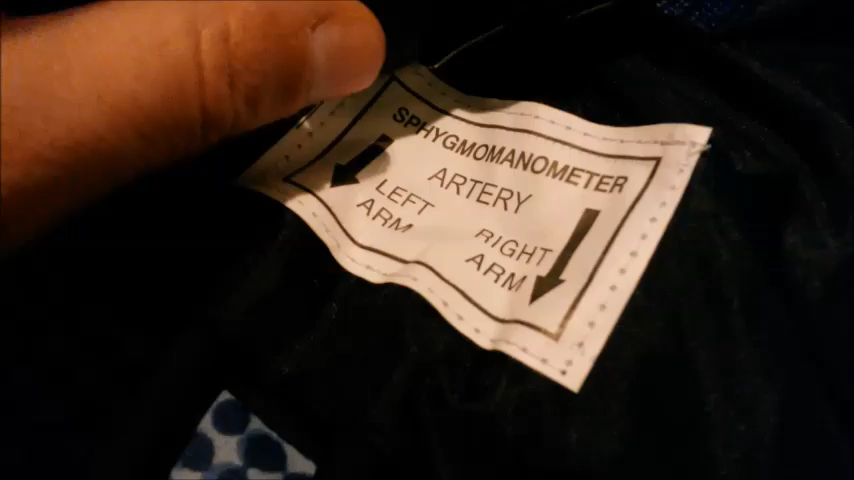 SPHYGMOMANOMETER
ARTERY
LEFT
ARM
RIGHT
ARM